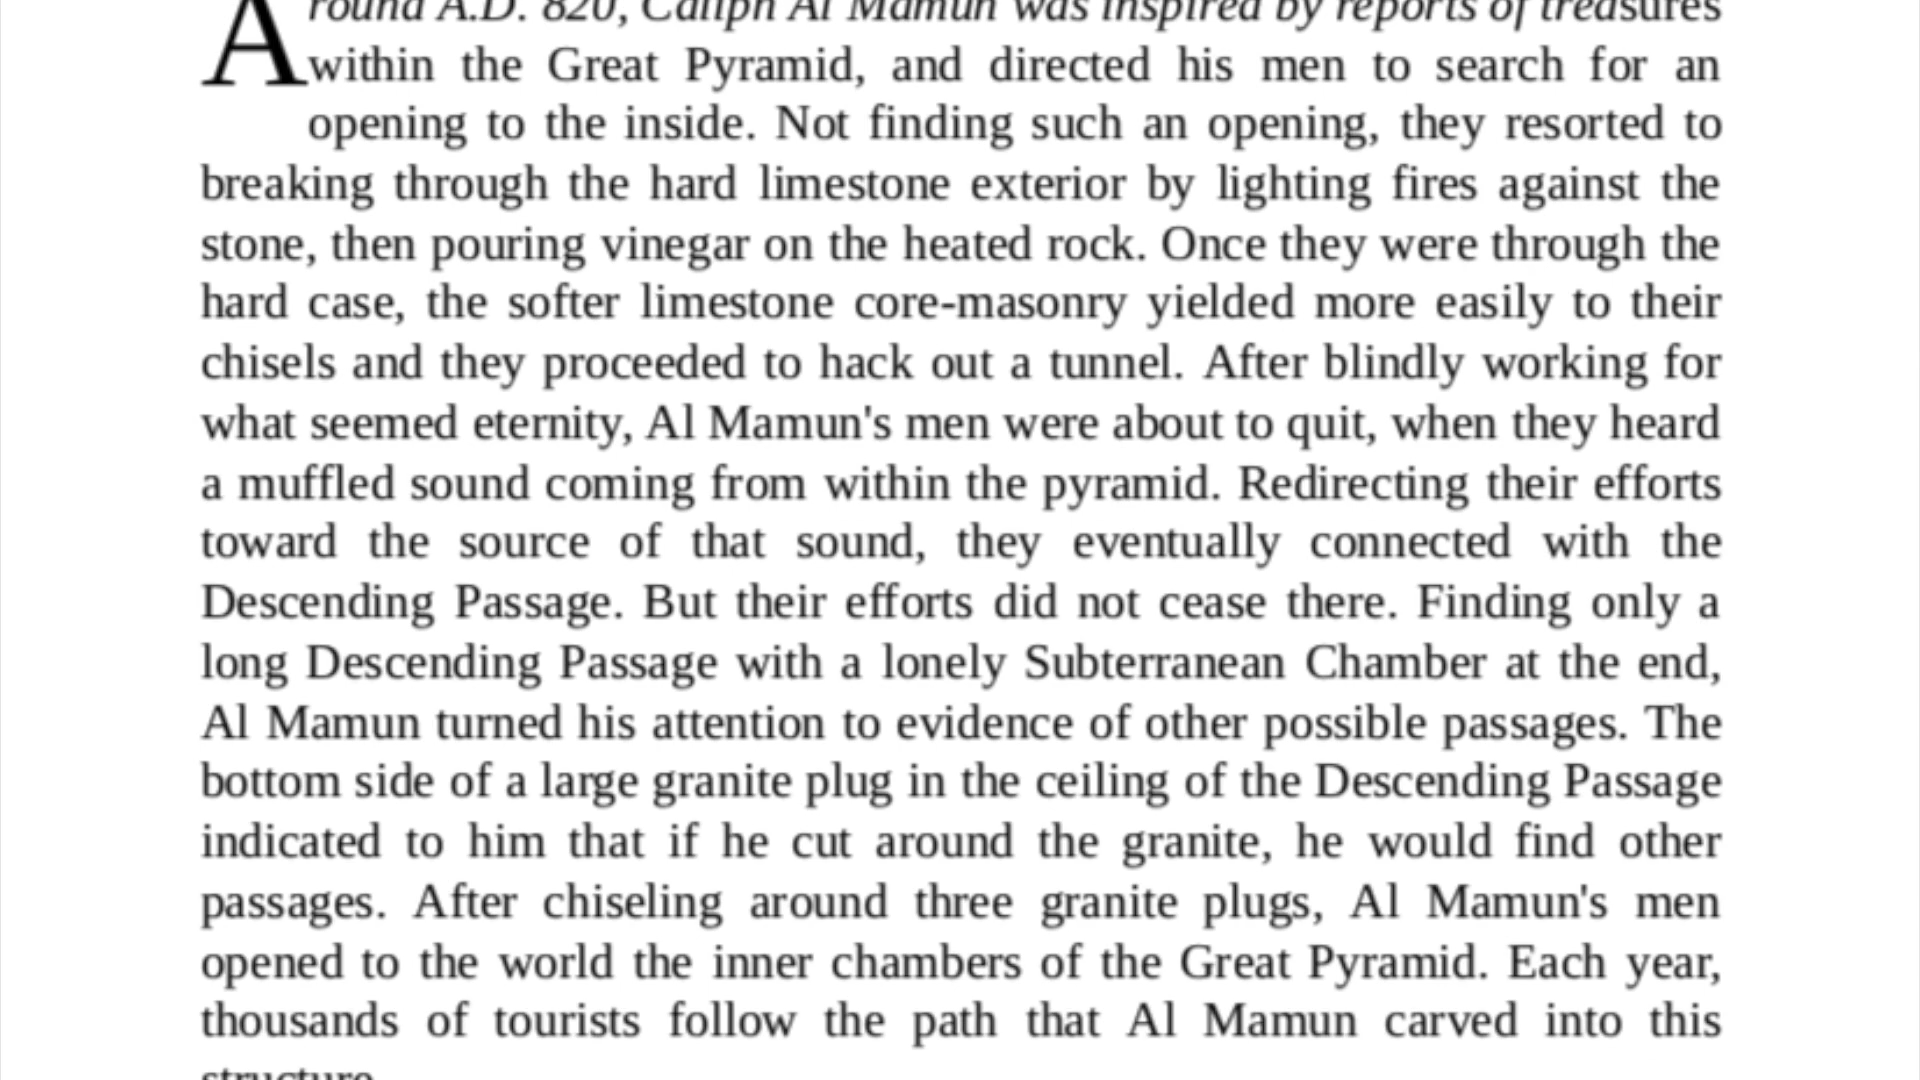 Around A.D. 820, Caliph Al Mamun was inspired by reports of treasures
within the Great Pyramid, and directed his men to search for an
opening to the inside. Not finding such an opening, they resorted to
breaking through the hard limestone exterior by lighting fires against the
stone, then pouring vinegar on the heated rock. Once they were through the
hard case, the softer limestone core-masonry yielded more easily to their
chisels and they proceeded to hack out a tunnel. After blindly working for
what seemed eternity, Al Mamun's men were about to quit, when they heard
a muffled sound coming from within the pyramid. Redirecting their efforts
toward the source of that sound, they eventually connected with the
Descending Passage. But their efforts did not cease there. Finding only a
long Descending Passage with a lonely Subterranean Chamber at the end,
Al Mamun turned his attention to evidence of other possible passages. The
bottom side of a large granite plug in the ceiling of the Descending Passage
indicated to him that if he cut around the granite, he would find other
passages. After chiseling around three granite plugs, Al Mamun's men
opened to the world the inner chambers of the Great Pyramid. Each year,
thousands of tourists follow the path that Al Mamun carved into this
structure.